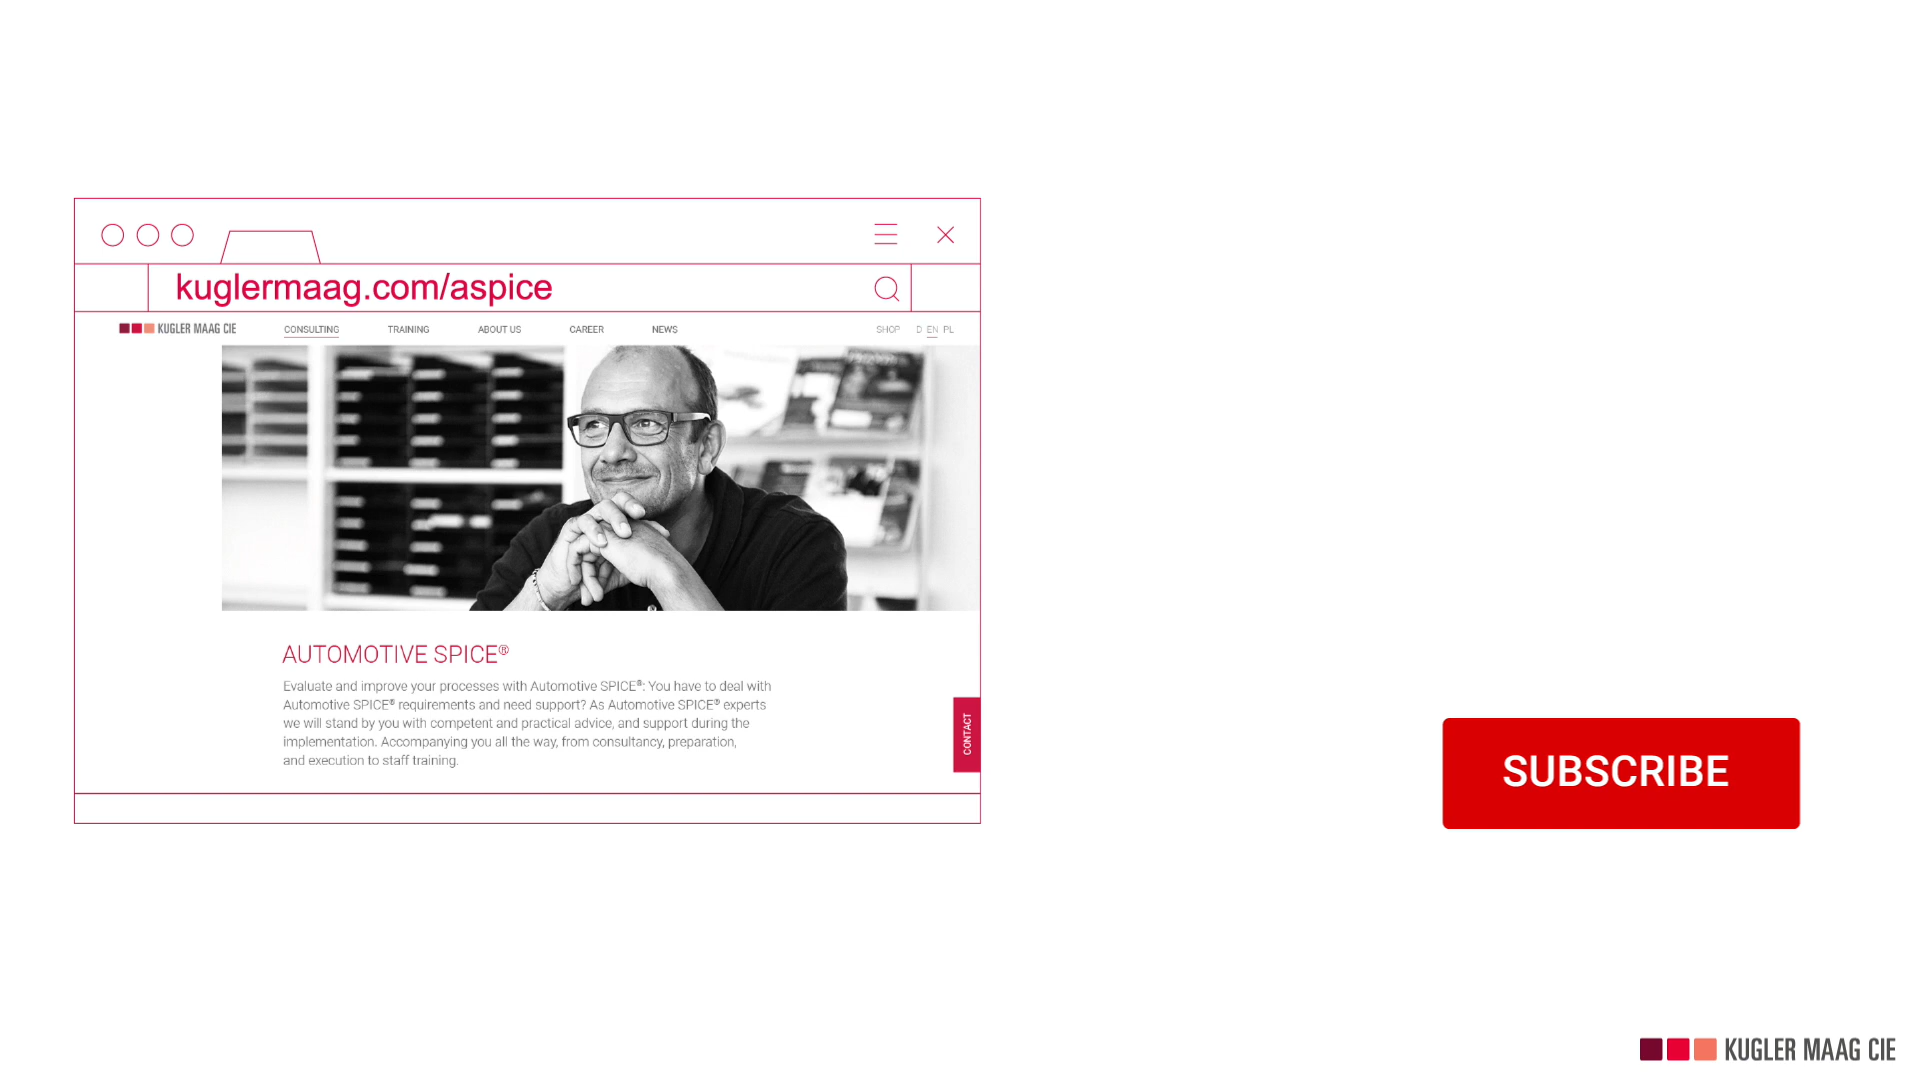 kuglermaag.com/aspice
KUGLER MAAG CIE CONSULTING TRAINING ABOUT US CAREER NEWS SHOP D EN PL
AUTOMOTIVE SPICE®
Evaluate and improve your processes with Automotive SPICE®: You have to deal with
Automotive SPICE® requirements and need support? As Automotive SPICE® experts
we will stand by you with competent and practical advice, and support during the
implementation. Accompanying you all the way, from consultancy, preparation,
and execution to staff training.
CONTACT
SUBSCRIBE
KUGLER MAAG CIE